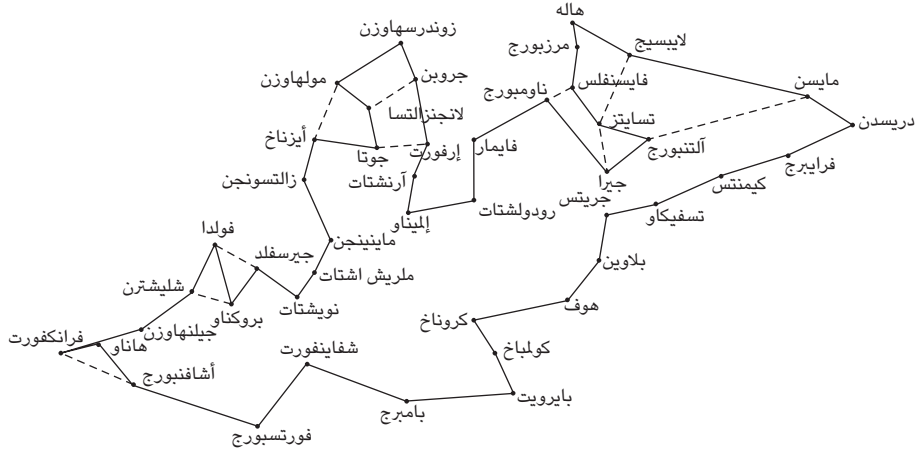 هاله
زوندرسهاوزن
لايبسيج
مرزبورج
مولهاوزن
جروبن
فايسنفلس
مايسن
ناومبورج
لانجنزالتسا
تسايتز
دريسدن
أيزناخ
إرفورت
فايمار
آلتنبورج
جوتا
فرايبرج
جيرا
زالتسونجن
آرنشتات
كيمنتس
جريتس
رودولشتات
إلميناو
تسفيكاو
فولدا
ماينينجن
جيرسفلد
بلاوين
ملريش اشتات
شليشترن
نويشتات
هوف
بروكناو
كروناخ
جيلنهاوزن
فرانكفورت
هاناو
شفاينفورت
كولمباخ
أشافنبورج
بايرويت
بامبرج
فورتسبورج